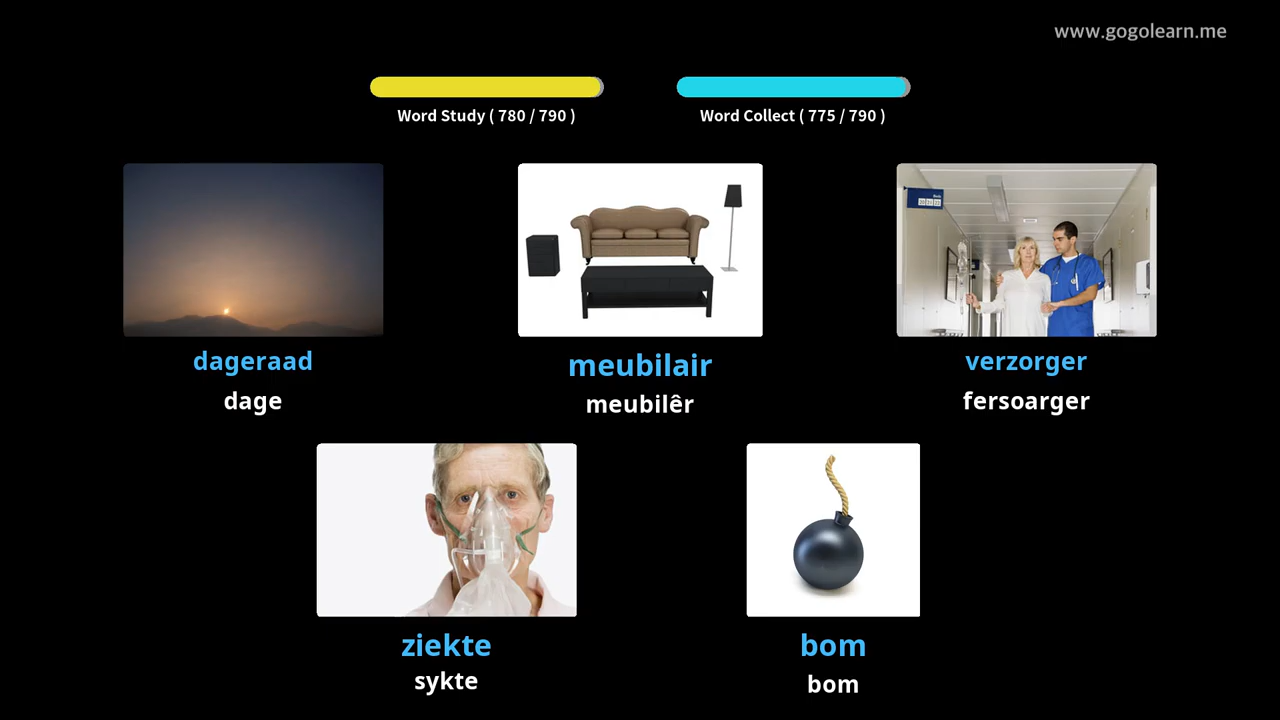 www.gogolearn.me
Word Study ( 780 / 790 )
Word Collect ( 775 / 790 )
dageraad
dage
meubilair
meubilêr
verzorger
fersoarger
ziekte
sykte
bom
bom